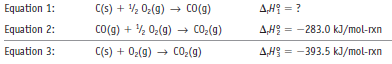 Equation 1: C(s) + ½ O₂(g) → CO(g) ΔᵣH°₁ = ?
Equation 2: CO(g) + ½ O₂(g) → CO₂(g) ΔᵣH°₂ = −283.0 kJ/mol-rxn
Equation 3: C(s) + O₂(g) → CO₂(g) ΔᵣH°₃ = −393.5 kJ/mol-rxn